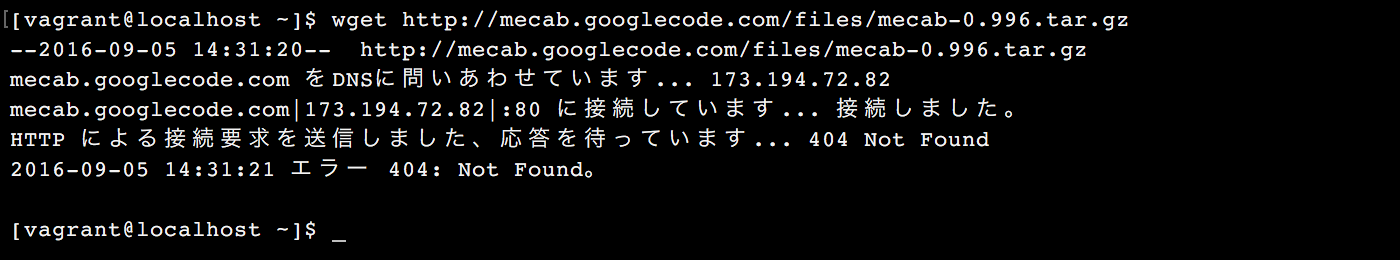 [vagrant@localhost ~]$ wget http://mecab.googlecode.com/files/mecab-0.996.tar.gz
--2016-09-05 14:31:20--  http://mecab.googlecode.com/files/mecab-0.996.tar.gz
mecab.googlecode.com をDNSに問いあわせています... 173.194.72.82
mecab.googlecode.com|173.194.72.82|:80 に接続しています... 接続しました。
HTTP による接続要求を送信しました、応答を待っています... 404 Not Found
2016-09-05 14:31:21 エラー 404: Not Found。
[vagrant@localhost ~]$ _